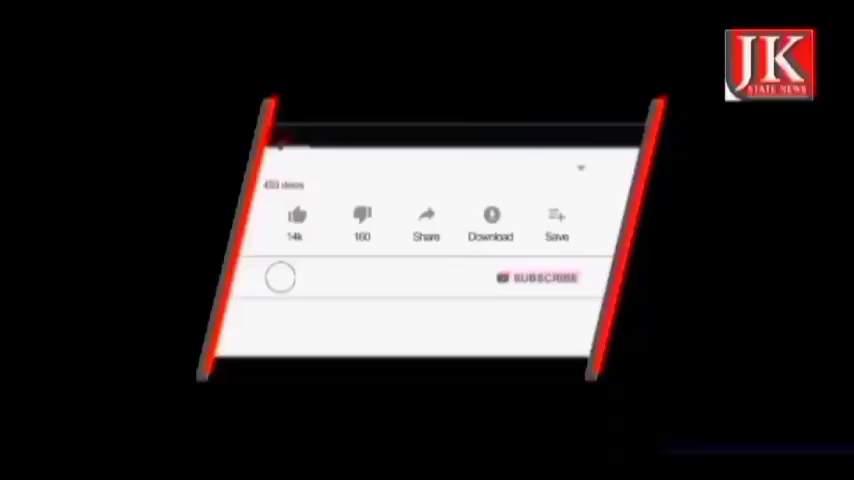 JK
STATE NEWS
14k
160
Share
Download
Save
SUBSCRIBE